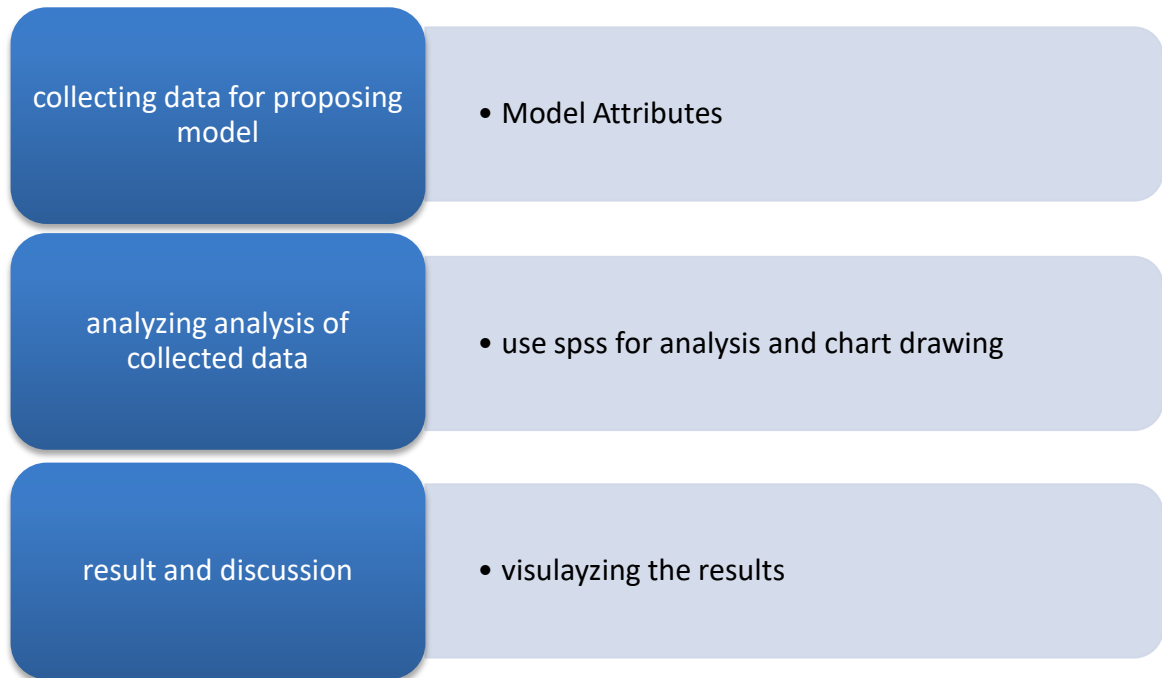 collecting data for proposing
model
• Model Attributes
analyzing analysis of
collected data
• use spss for analysis and chart drawing
result and discussion
• visulayzing the results